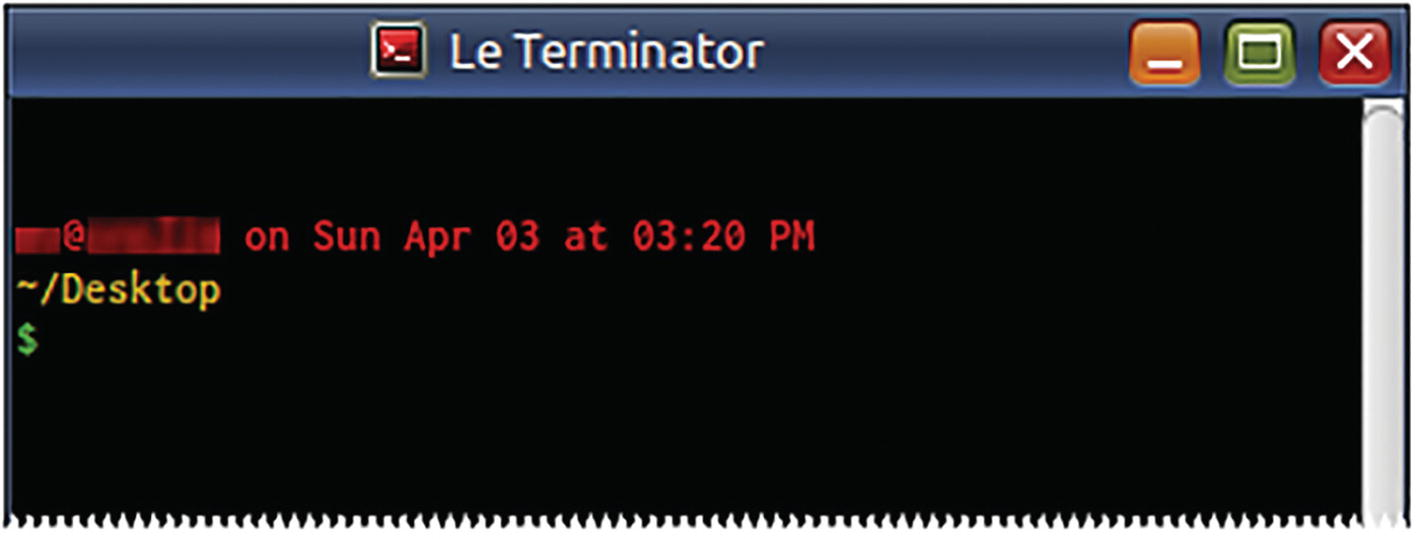 Le Terminator
@ on Sun Apr 03 at 03:20 PM
~/Desktop
$